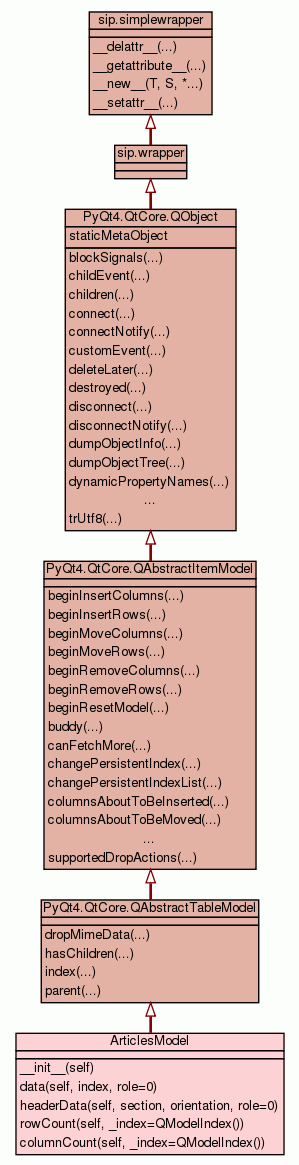 sip.simplewrapper
__delattr__(...)
__getattribute__(...)
__new__(T, S, *...)
__setattr__(...)
sip.wrapper
PyQt4.QtCore.QObject
staticMetaObject
blockSignals(...)
childEvent(...)
children(...)
connect(...)
connectNotify(...)
customEvent(...)
deleteLater(...)
destroyed(...)
disconnect(...)
disconnectNotify(...)
dumpObjectInfo(...)
dumpObjectTree(...)
dynamicPropertyNames(...)
...
trUtf8(...)
PyQt4.QtCore.QAbstractItemModel
beginInsertColumns(...)
beginInsertRows(...)
beginMoveColumns(...)
beginMoveRows(...)
beginRemoveColumns(...)
beginRemoveRows(...)
beginResetModel(...)
buddy(...)
canFetchMore(...)
changePersistentIndex(...)
changePersistentIndexList(...)
columnsAboutToBeInserted(...)
columnsAboutToBeMoved(...)
...
supportedDropActions(...)
PyQt4.QtCore.QAbstractTableModel
dropMimeData(...)
hasChildren(...)
index(...)
parent(...)
ArticlesModel
__init__(self)
data(self, index, role=0)
headerData(self, section, orientation, role=0)
rowCount(self, _index=QModelIndex())
columnCount(self, _index=QModelIndex())